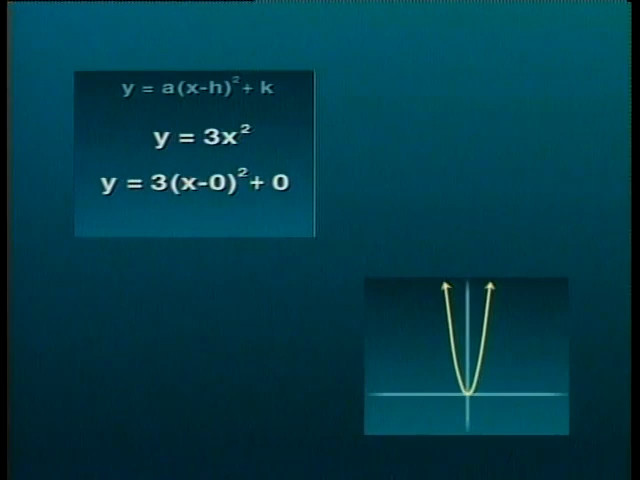 y = a(x-h)²+ k
y = 3x²
y = 3(x-0)²+ 0